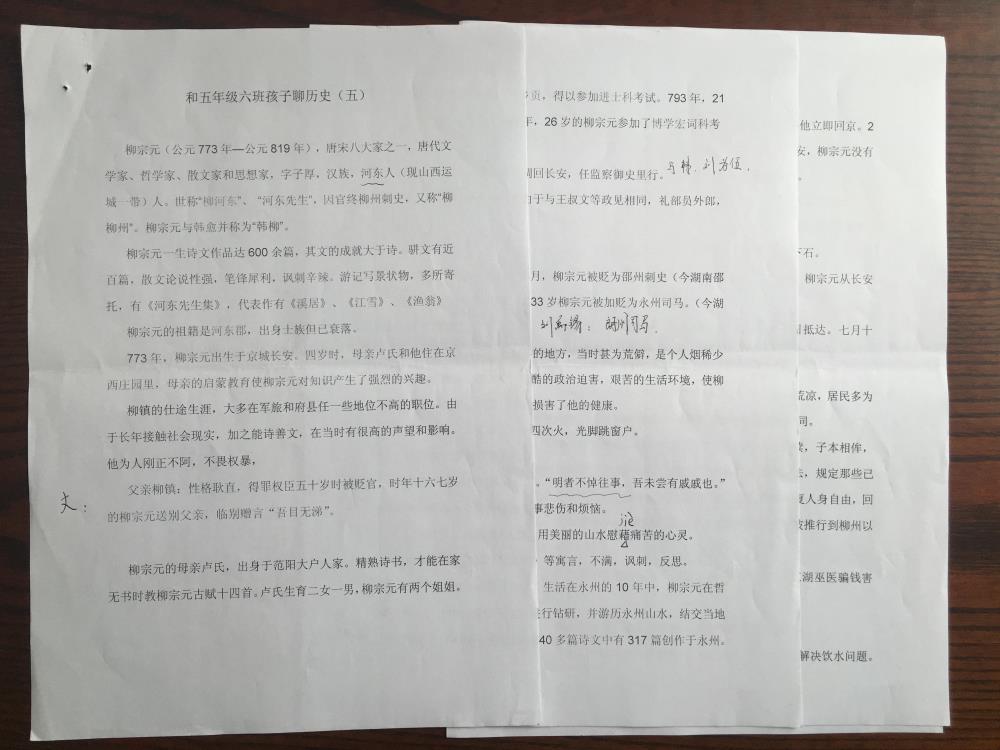 和五年级六班孩子聊历史（五）
柳宗元（公元 773 年—公元 819 年），唐宋八大家之一，唐代文
学家、哲学家、散文家和思想家，字子厚，汉族，河东人（现山西运
城一带）人。世称“柳河东”、“河东先生”，因官终柳州刺史，又称“柳
柳州”。柳宗元与韩愈并称为“韩柳”。
柳宗元一生诗文作品达 600 余篇，其文的成就大于诗。骈文有近
百篇，散文论说性强，笔锋犀利，讽刺辛辣。游记写景状物，多所寄
托，有《河东先生集》，代表作有《溪居》、《江雪》、《渔翁》
柳宗元的祖籍是河东郡，出身士族但已衰落。
773 年，柳宗元出生于京城长安。四岁时，母亲卢氏和他住在京
西庄园里，母亲的启蒙教育使柳宗元对知识产生了强烈的兴趣。
柳镇的仕途生涯，大多在军旅和府县任一些地位不高的职位。由
于长年接触社会现实，加之能诗善文，在当时有很高的声望和影响。
他为人刚正不阿，不畏权暴，
父亲柳镇：性格耿直，得罪权臣五十岁时被贬官，时年十六七岁
的柳宗元送别父亲，临别赠言“吾目无涕”。
柳宗元的母亲卢氏，出身于范阳大户人家。精熟诗书，才能在家
无书时教柳宗元古赋十四首。卢氏生育二女一男，柳宗元有两个姐姐。
页，得以参加进士科考试。793 年，21
年，26 岁的柳宗元参加了博学宏词科考
调回长安，任监察御史里行。
由于与王叔文等政见相同，礼部员外郎，
月，柳宗元被贬为邵州刺史（今湖南邵
33 岁柳宗元被加贬为永州司马。（今湖
的地方，当时甚为荒僻，是个人烟稀少
酷的政治迫害，艰苦的生活环境，使柳
损害了他的健康。
四次火，光脚跳窗户。
。“明者不悼往事，吾未尝有戚戚也。”
事悲伤和烦恼。
jiè
用美丽的山水慰藉痛苦的心灵。
等寓言，不满，讽刺，反思。
生活在永州的 10 年中，柳宗元在哲
进行钻研，并游历永州山水，结交当地
40 多篇诗文中有 317 篇创作于永州。
他立即回京。2
安，柳宗元没有
。
下石。
柳宗元从长安
抵达。七月十
荒凉，居民多为
司。
子本相侔，
去，规定那些已
复人身自由，回
被推行到柳州以
江湖巫医骗钱害
解决饮水问题。